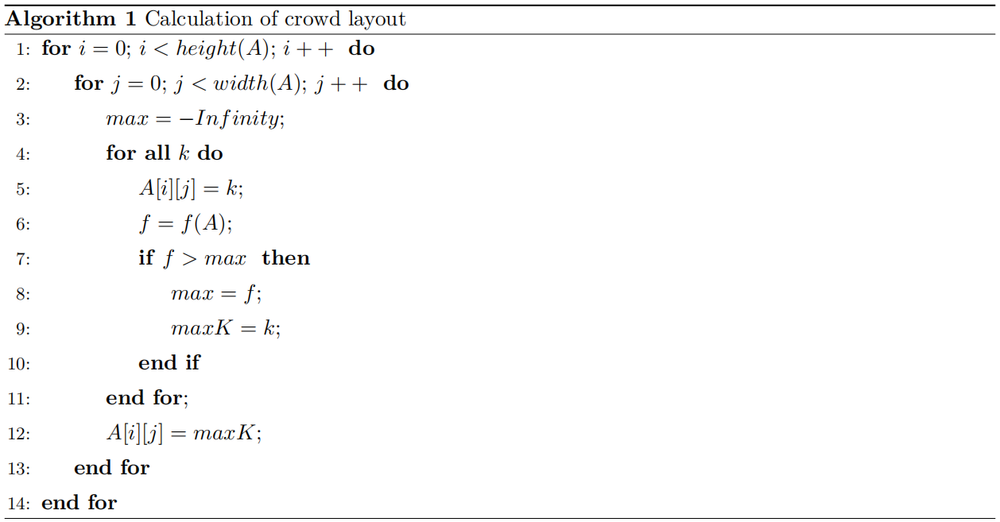 Algorithm 1 Calculation of crowd layout
1: for i = 0; i < height(A); i + + do
2: for j = 0; j < width(A); j + + do
3: max = −Infinity;
4: for all k do
5: A[i][j] = k;
6: f = f(A);
7: if f > max then
8: max = f;
9: maxK = k;
10: end if
11: end for;
12: A[i][j] = maxK;
13: end for
14: end for